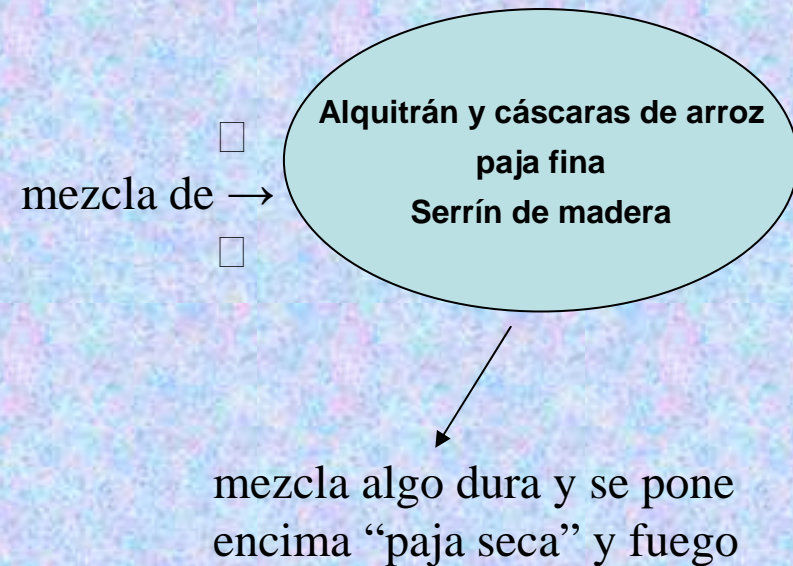 Alquitrán y cáscaras de arroz
paja fina
Serrín de madera
mezcla de →
mezcla algo dura y se pone
encima “paja seca” y fuego